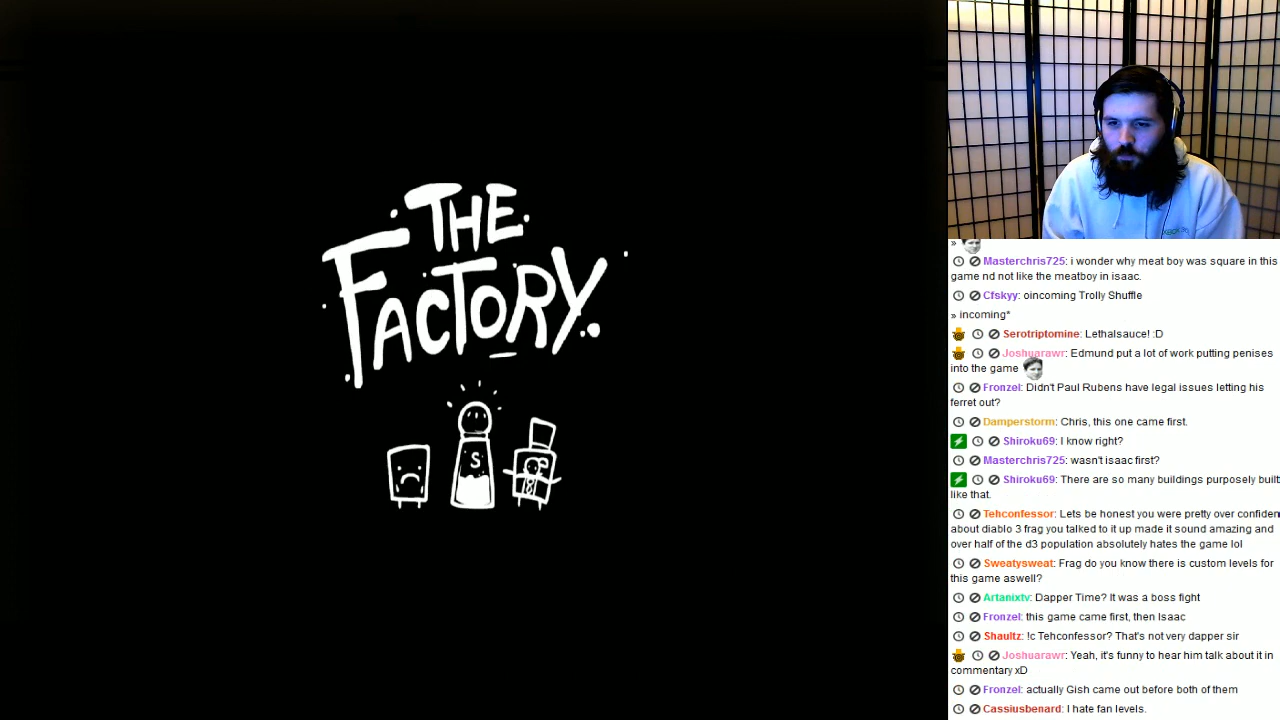 THE
FACTORY
S
XBOX 360
»
Masterchris725: i wonder why meat boy was square in this
game nd not like the meatboy in isaac.
Cfskyy: oincoming Trolly Shuffle
» incoming*
Serotriptomine: Lethalsauce! :D
Joshuarawr: Edmund put a lot of work putting penises
into the game
Fronzel: Didn't Paul Rubens have legal issues letting his
ferret out?
Damperstorm: Chris, this one came first.
Shiroku69: I know right?
Masterchris725: wasn't isaac first?
Shiroku69: There are so many buildings purposely built
like that.
Tehconfessor: Lets be honest you were pretty over confiden
about diablo 3 frag you talked to it up made it sound amazing and
over half of the d3 population absolutely hates the game lol
Sweatysweat: Frag do you know there is custom levels for
this game aswell?
Artanixtv: Dapper Time? It was a boss fight
Fronzel: this game came first, then Isaac
Shaultz: !c Tehconfessor? That's not very dapper sir
Joshuarawr: Yeah, it's funny to hear him talk about it in
commentary xD
Fronzel: actually Gish came out before both of them
Cassiusbenard: I hate fan levels.